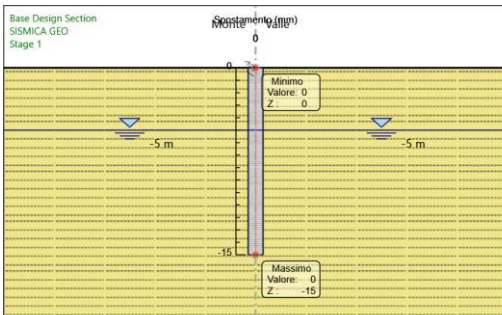 Base Design Section
SISMICA GEO
Stage 1
Spostamento (mm)
Monte Valle
0
0
Minimo
Valore: 0
Z : 0
-5 m
-5 m
-15
Massimo
Valore: 0
Z : -15